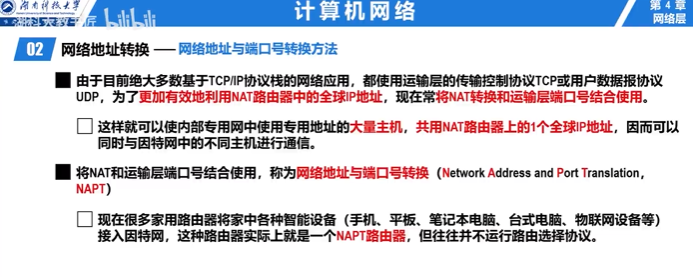 湖南科技大学
计算机网络
第 4 章
网络层
02 网络地址转换 —— 网络地址与端口号转换方法
由于目前绝大多数基于TCP/IP协议栈的网络应用，都使用运输层的传输控制协议TCP或用户数据报协议
UDP，为了更加有效地利用NAT路由器中的全球IP地址，现在常将NAT转换和运输层端口号结合使用。
这样就可以使内部专用网中使用专用地址的大量主机，共用NAT路由器上的1个全球IP地址，因而可以
同时与因特网中的不同主机进行通信。
将NAT和运输层端口号结合使用，称为网络地址与端口号转换（Network Address and Port Translation，
NAPT）
现在很多家用路由器将家中各种智能设备（手机、平板、笔记本电脑、台式电脑、物联网设备等）
接入因特网，这种路由器实际上就是一个NAPT路由器，但往往并不运行路由选择协议。